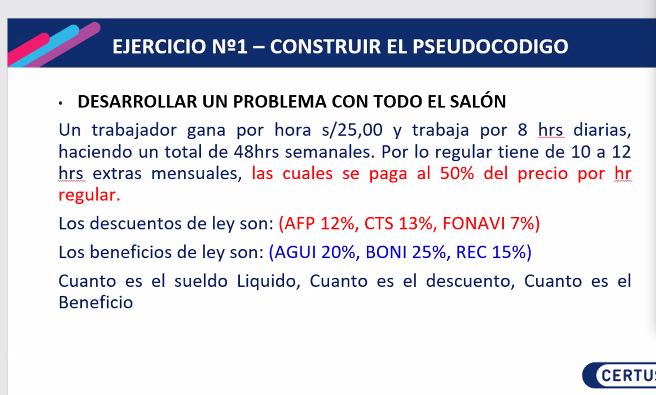 EJERCICIO Nº1 – CONSTRUIR EL PSEUDOCODIGO
• DESARROLLAR UN PROBLEMA CON TODO EL SALÓN
Un trabajador gana por hora s/25,00 y trabaja por 8 hrs diarias,
haciendo un total de 48hrs semanales. Por lo regular tiene de 10 a 12
hrs extras mensuales, las cuales se paga al 50% del precio por hr
regular.
Los descuentos de ley son: (AFP 12%, CTS 13%, FONAVI 7%)
Los beneficios de ley son: (AGUI 20%, BONI 25%, REC 15%)
Cuanto es el sueldo Liquido, Cuanto es el descuento, Cuanto es el
Beneficio
CERTU